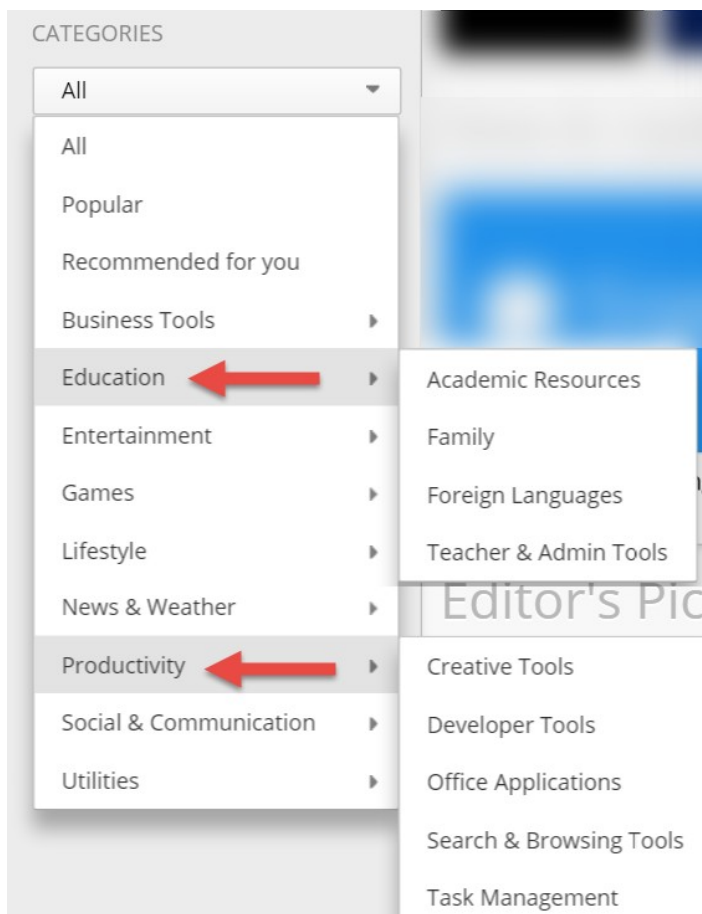 CATEGORIES
All
All
Popular
Recommended for you
Business Tools
Education
Entertainment
Games
Lifestyle
News & Weather
Productivity
Social & Communication
Utilities
Academic Resources
Family
Foreign Languages
Teacher & Admin Tools
Editor's Pic
Creative Tools
Developer Tools
Office Applications
Search & Browsing Tools
Task Management